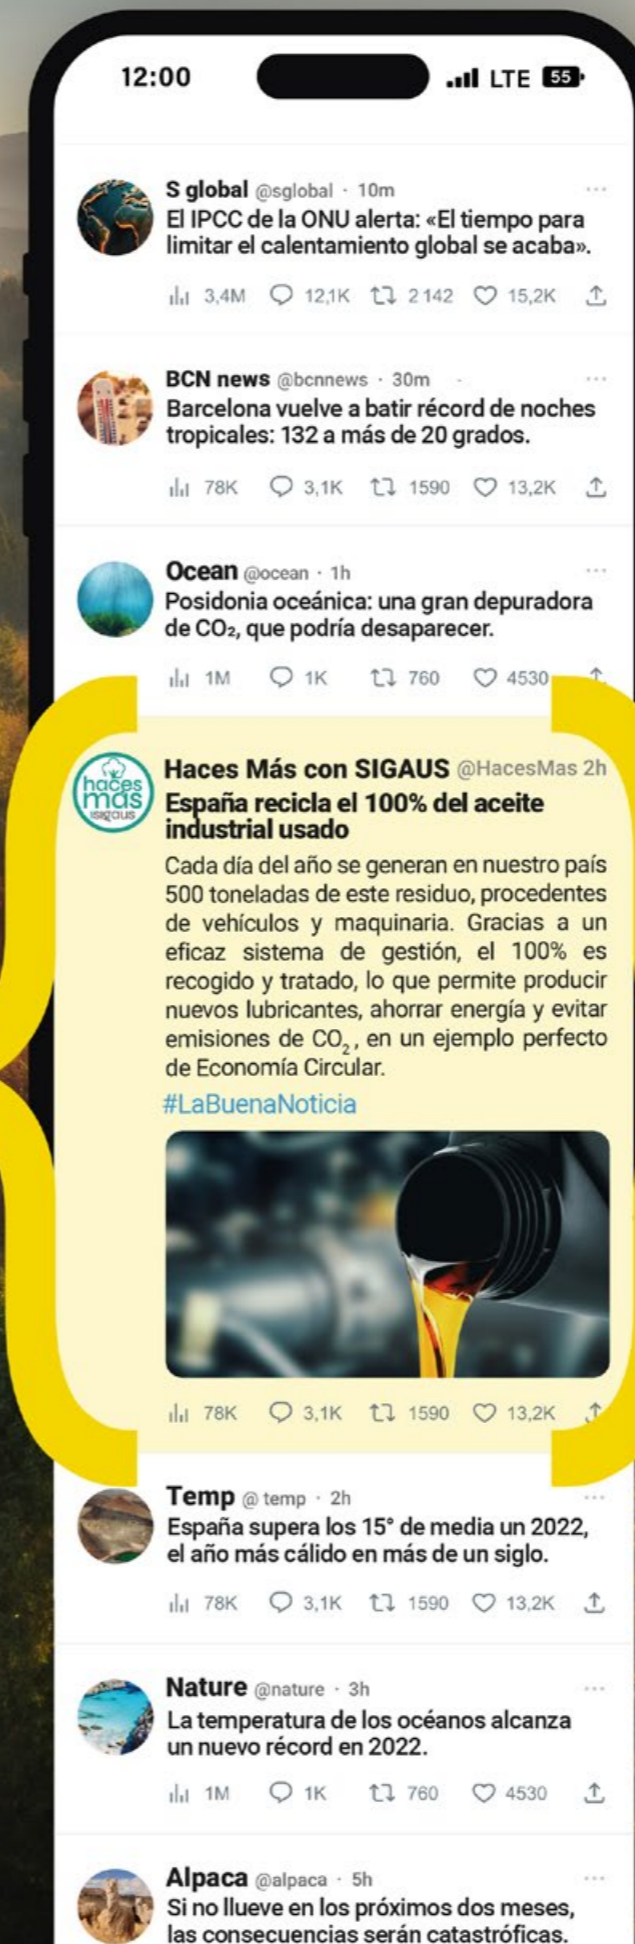 12:00 LTE 55
S global @sglobal · 10m
El IPCC de la ONU alerta: «El tiempo para
limitar el calentamiento global se acaba».
3,4M 12,1K 2 142 15,2K
BCN news @bcnnews · 30m
Barcelona vuelve a batir récord de noches
tropicales: 132 a más de 20 grados.
78K 3,1K 1590 13,2K
Ocean @ocean · 1h
Posidonia oceánica: una gran depuradora
de CO₂, que podría desaparecer.
1M 1K 760 4530
haces
más
SIGAUS
Haces Más con SIGAUS @HacesMas 2h
España recicla el 100% del aceite
industrial usado
Cada día del año se generan en nuestro país
500 toneladas de este residuo, procedentes
de vehículos y maquinaria. Gracias a un
eficaz sistema de gestión, el 100% es
recogido y tratado, lo que permite producir
nuevos lubricantes, ahorrar energía y evitar
emisiones de CO₂, en un ejemplo perfecto
de Economía Circular.
#LaBuenaNoticia
78K 3,1K 1590 13,2K
Temp @ temp · 2h
España supera los 15° de media un 2022,
el año más cálido en más de un siglo.
78K 3,1K 1590 13,2K
Nature @nature · 3h
La temperatura de los océanos alcanza
un nuevo récord en 2022.
1M 1K 760 4530
Alpaca @alpaca · 5h
Si no llueve en los próximos dos meses,
las consecuencias serán catastróficas.